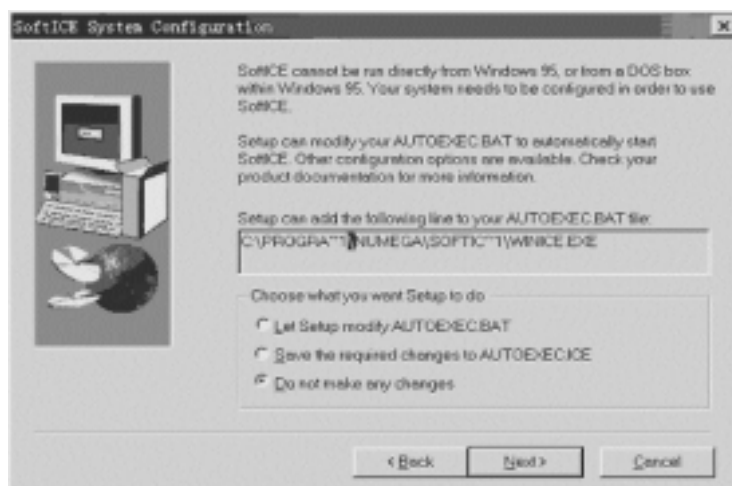 SoftICE System Configuration
SoftICE cannot be run directly from Windows 95, or from a DOS box
within Windows 95. Your system needs to be configured in order to use
SoftICE.
Setup can modify your AUTOEXEC.BAT to automatically start
SoftICE. Other configuration options are available. Check your
product documentation for more information.
Setup can add the following line to your AUTOEXEC.BAT file:
C:\PROGRA~1\NUMEGA\SOFTIC~1\WINICE.EXE
Choose what you want Setup to do
Let Setup modify AUTOEXEC.BAT
Save the required changes to AUTOEXEC.ICE
Do not make any changes
< Back
Next >
Cancel